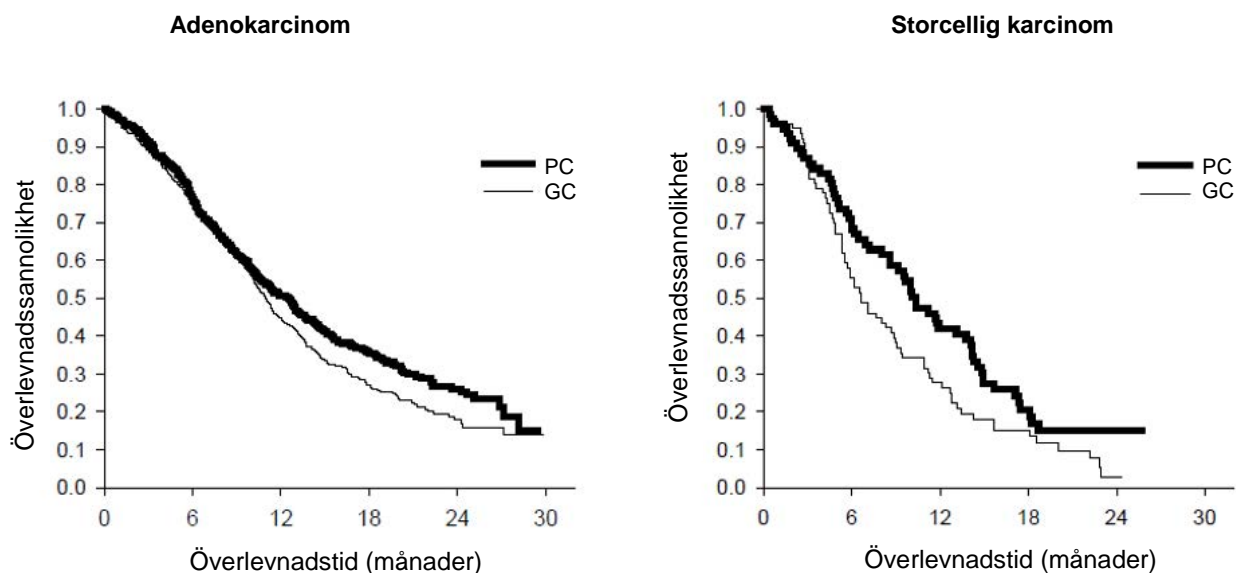 Adenokarcinom
Överlevnadssannolikhet
1.0
0.9
0.8
0.7
0.6
0.5
0.4
0.3
0.2
0.1
0.0
PC
GC
0 6 12 18 24 30
Överlevnadstid (månader)
Storcellig karcinom
Överlevnadssannolikhet
1.0
0.9
0.8
0.7
0.6
0.5
0.4
0.3
0.2
0.1
0.0
PC
GC
0 6 12 18 24 30
Överlevnadstid (månader)